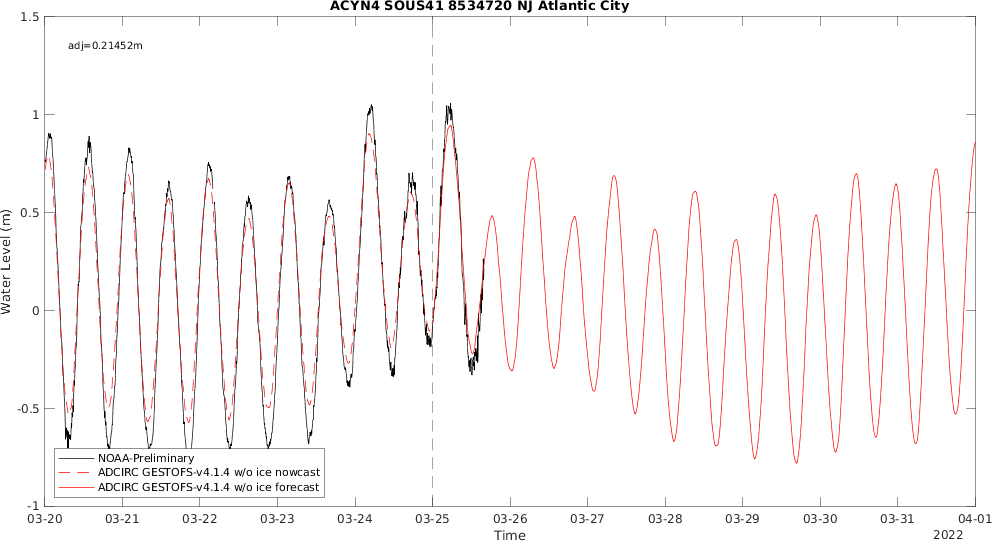 ACYN4 SOUS41 8534720 NJ Atlantic City
adj=0.21452m
Water Level (m)
1.5
1
0.5
0
-0.5
-1
NOAA-Preliminary
ADCIRC GESTOFS-v4.1.4 w/o ice nowcast
ADCIRC GESTOFS-v4.1.4 w/o ice forecast
03-20 03-21 03-22 03-23 03-24 03-25 03-26 03-27 03-28 03-29 03-30 03-31 04-01
Time
2022